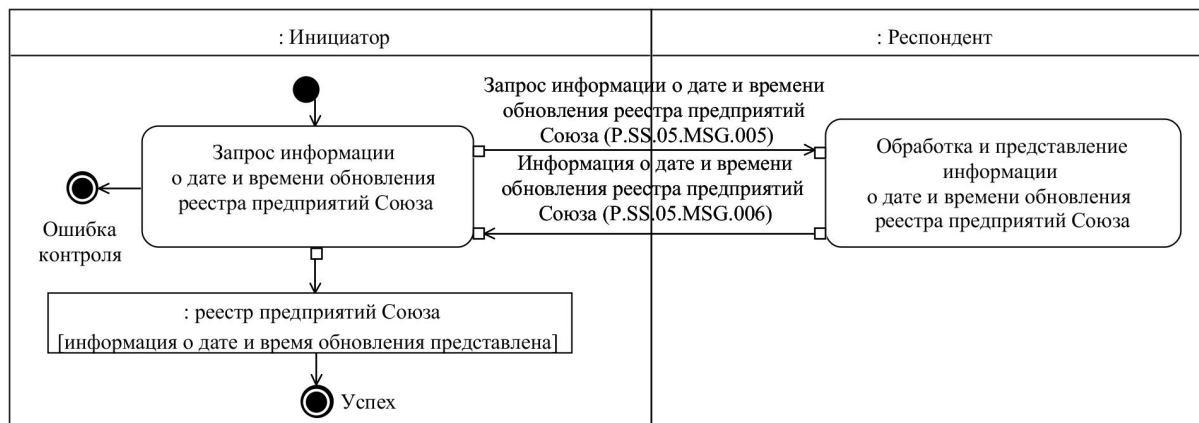 : Инициатор
: Респондент
Запрос информации о дате и времени
обновления реестра предприятий
Союза (P.SS.05.MSG.005)
Запрос информации
о дате и времени обновления
реестра предприятий Союза
Информация о дате и времени
обновления реестра предприятий
Союза (P.SS.05.MSG.006)
Обработка и представление
информации
о дате и времени обновления
реестра предприятий Союза
Ошибка
контроля
: реестр предприятий Союза
[информация о дате и время обновления представлена]
Успех